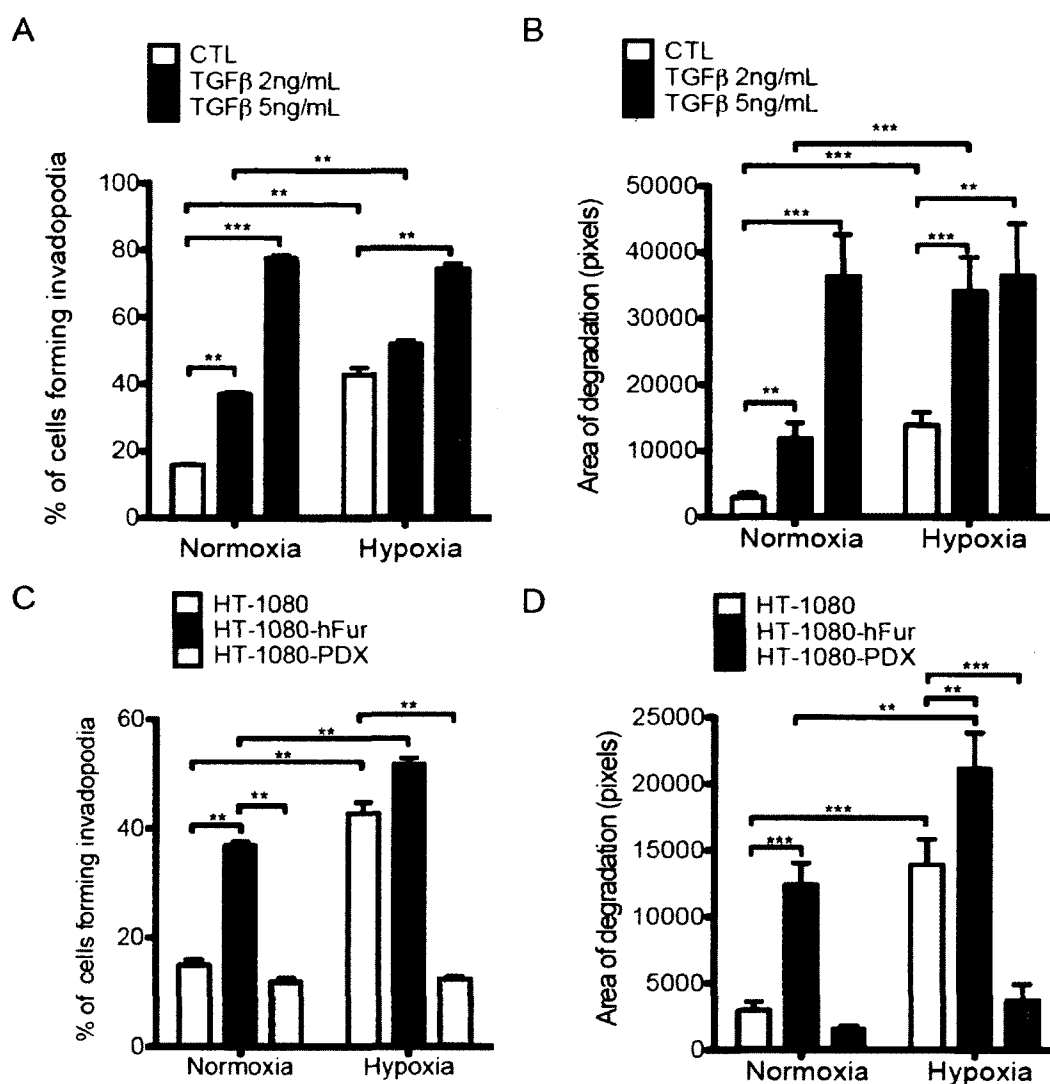 A
CTL
TGFβ 2ng/mL
TGFβ 5ng/mL
% of cells forming invadopodia
100
80
60
40
20
0
**
***
**
**
**
Normoxia
Hypoxia
B
CTL
TGFβ 2ng/mL
TGFβ 5ng/mL
Area of degradation (pixels)
50000
40000
30000
20000
10000
0
***
***
***
**
***
**
Normoxia
Hypoxia
C
HT-1080
HT-1080-hFur
HT-1080-PDX
% of cells forming invadopodia
60
40
20
0
**
**
**
**
**
Normoxia
Hypoxia
D
HT-1080
HT-1080-hFur
HT-1080-PDX
Area of degradation (pixels)
25000
20000
15000
10000
5000
0
***
**
**
***
***
Normoxia
Hypoxia